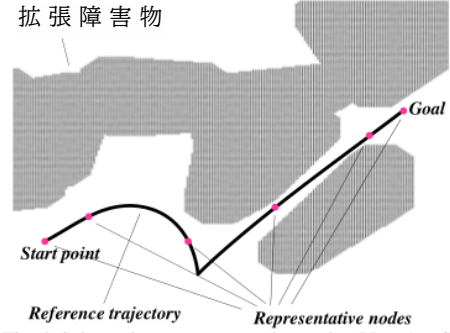 拡張障害物
Goal
Start point
Reference trajectory
Representative nodes